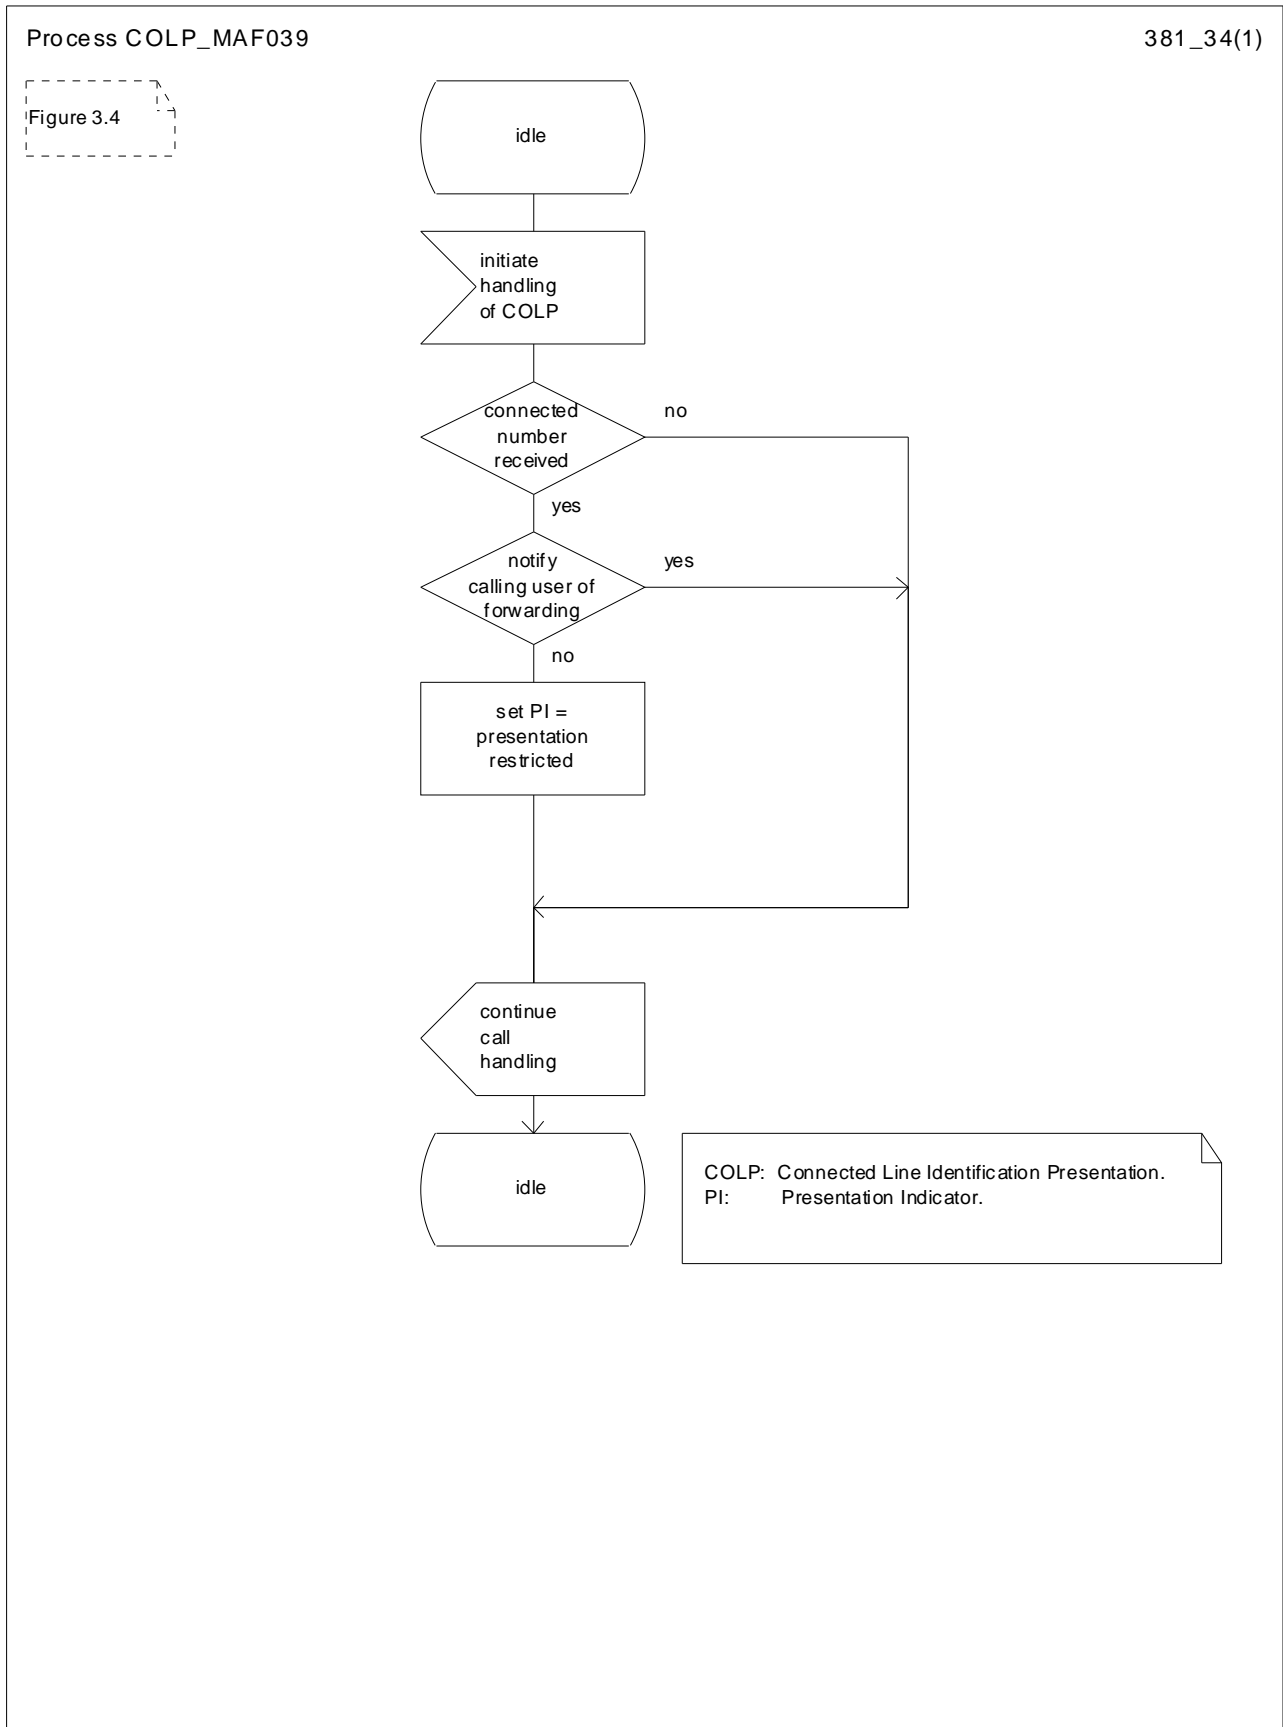 Process COLP_MAF039
381_34(1)
Figure 3.4
idle
initiate
handling
of COLP
connected
number
received
no
yes
notify
calling user of
forwarding
yes
no
set PI =
presentation
restricted
continue
call
handling
idle
COLP: Connected Line Identification Presentation.
PI: Presentation Indicator.